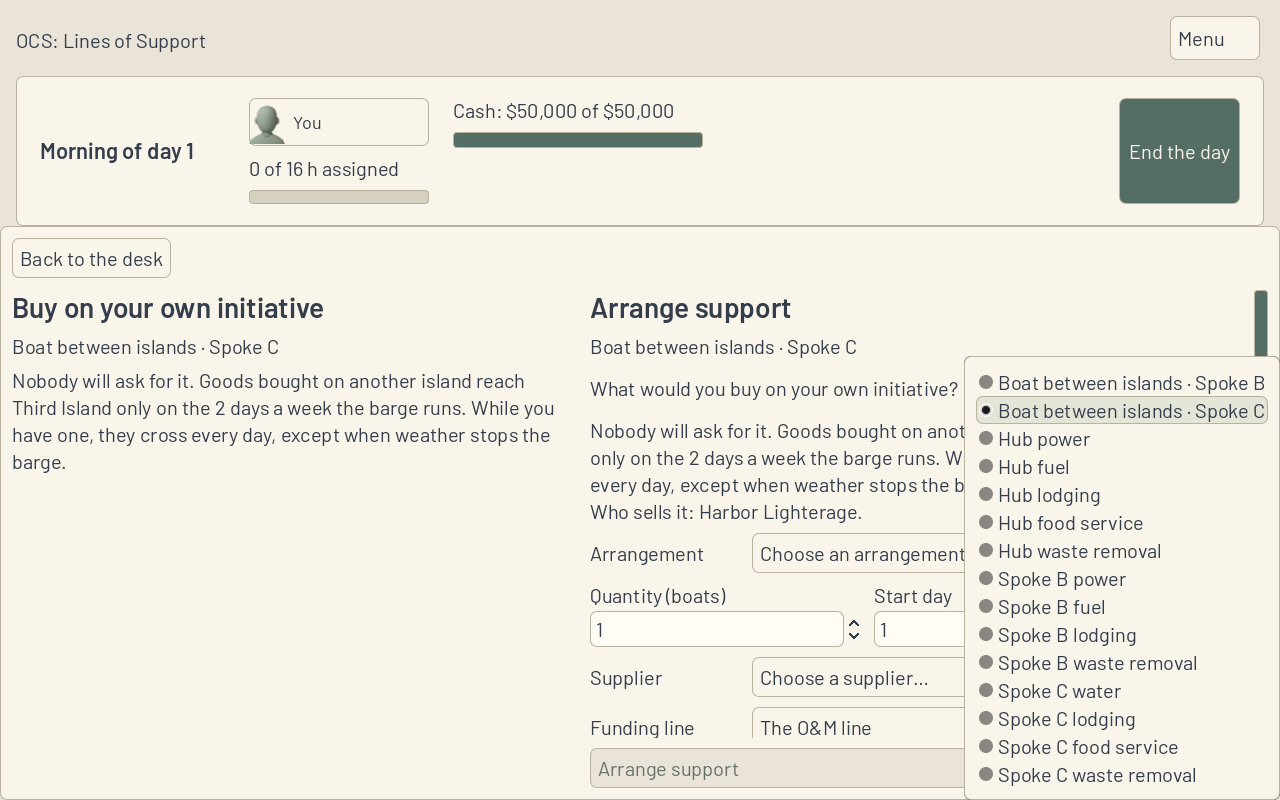 OCS: Lines of Support
Menu
Morning of day 1
You
0 of 16 h assigned
Cash: $50,000 of $50,000
End the day
Back to the desk
Buy on your own initiative
Boat between islands · Spoke C
Nobody will ask for it. Goods bought on another island reach
Third Island only on the 2 days a week the barge runs. While you
have one, they cross every day, except when weather stops the
barge.
Arrange support
Boat between islands · Spoke C
What would you buy on your own initiative?
Nobody will ask for it. Goods bought on anot
only on the 2 days a week the barge runs. W
every day, except when weather stops the b
Who sells it: Harbor Lighterage.
Arrangement
Choose an arrangement
Quantity (boats)
Start day
1
1
Supplier
Choose a supplier...
Funding line
The O&M line
Arrange support
Boat between islands · Spoke B
Boat between islands · Spoke C
Hub power
Hub fuel
Hub lodging
Hub food service
Hub waste removal
Spoke B power
Spoke B fuel
Spoke B lodging
Spoke B waste removal
Spoke C water
Spoke C lodging
Spoke C food service
Spoke C waste removal